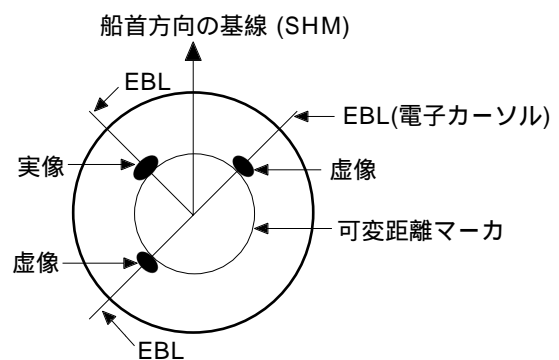 船首方向の基線 (SHM)
EBL
EBL(電子カーソル)
実像
虚像
可変距離マーカ
虚像
EBL